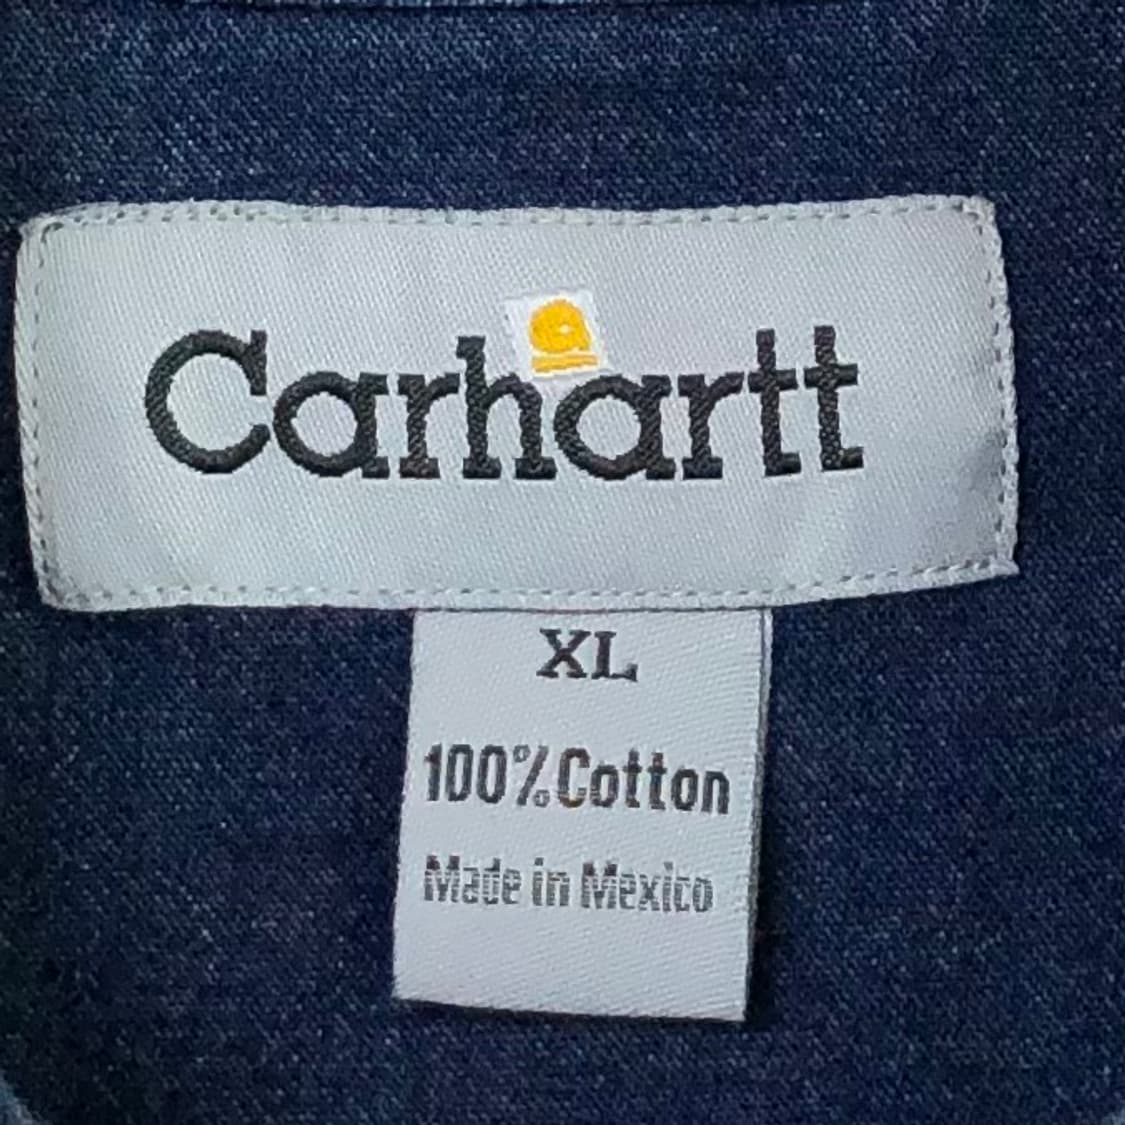 Carhartt
XL
100% Cotton
Made in Mexico